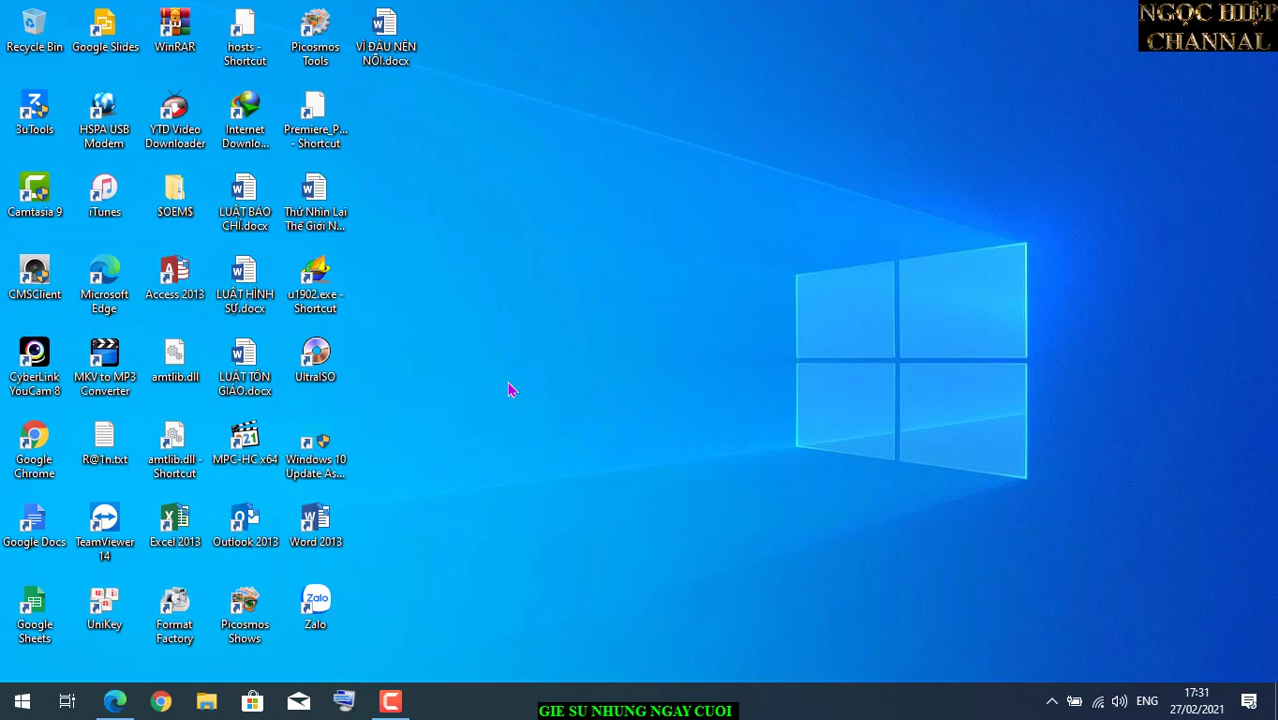 NGỌC HIỆP
CHANNAL
Recycle Bin
Google Slides
WinRAR
hosts -
Shortcut
Picosmos
Tools
VÌ ĐÂU NÊN
NỖI.docx
3uTools
HSPA USB
Modem
YTD Video
Downloader
Internet
Downlo...
Premiere_P...
- Shortcut
Camtasia 9
iTunes
$OEM$
LUẬT BÁO
CHÍ.docx
Thử Nhìn Lại
Thế Giới N...
CMSClient
Microsoft
Edge
Access 2013
LUẬT HÌNH
SỰ.docx
u1902.exe -
Shortcut
CyberLink
YouCam 8
MKV to MP3
Converter
amtlib.dll
LUẬT TÔN
GIÁO.docx
UltraISO
Google
Chrome
R@1n.txt
amtlib.dll -
Shortcut
MPC-HC x64
Windows 10
Update As...
Google Docs
TeamViewer
14
Excel 2013
Outlook 2013
Word 2013
Google
Sheets
UniKey
Format
Factory
Picosmos
Shows
Zalo
Zalo
ENG
17:31
27/02/2021
GIE SU NHUNG NGAY CUOI